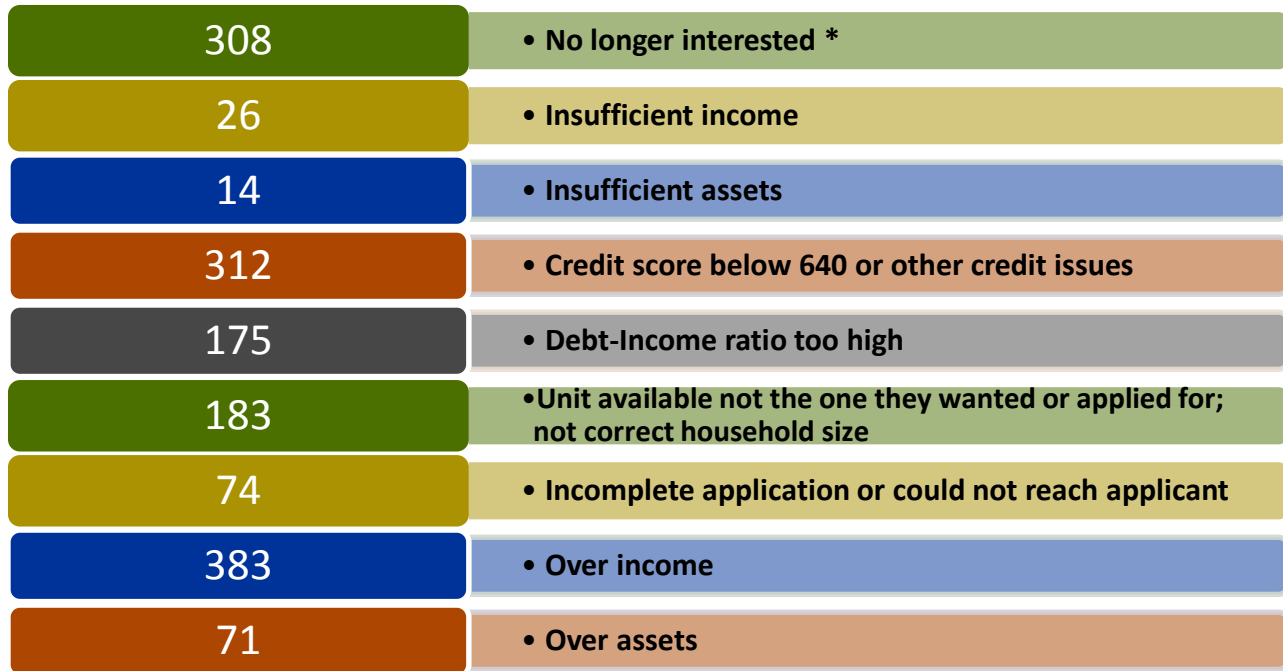 308
• No longer interested *
26
• Insufficient income
14
• Insufficient assets
312
• Credit score below 640 or other credit issues
175
• Debt-Income ratio too high
183
•Unit available not the one they wanted or applied for;
not correct household size
74
• Incomplete application or could not reach applicant
383
• Over income
71
• Over assets